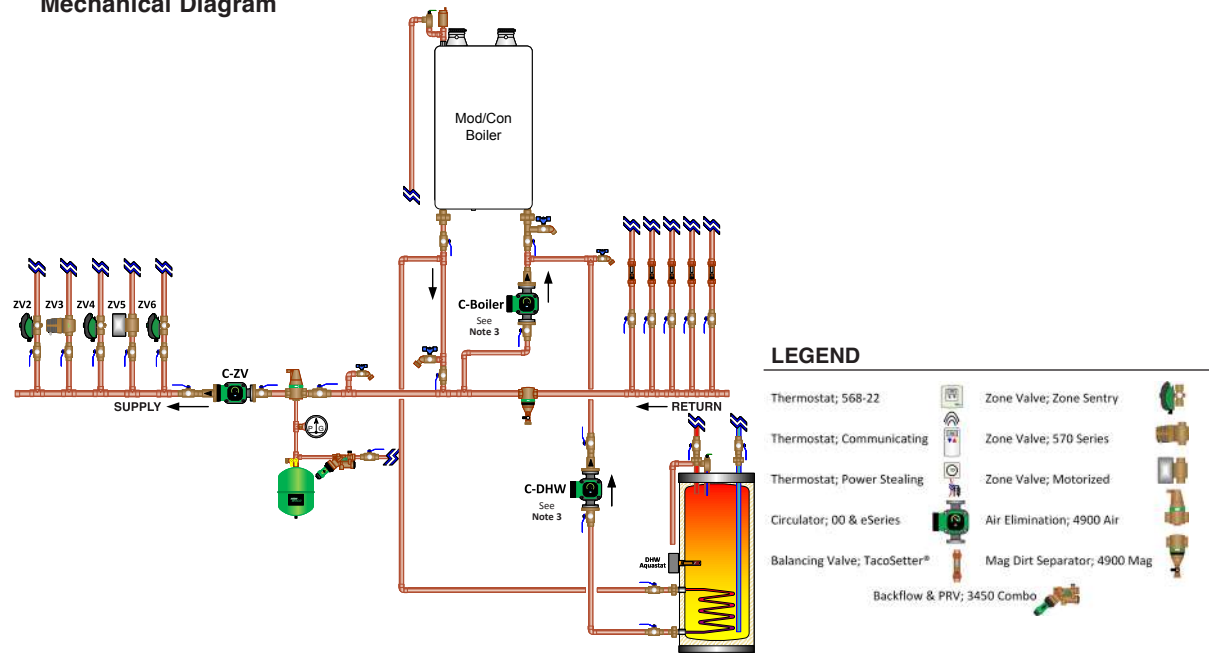 Mechanical Diagram
Mod/Con
Boiler
ZV2
ZV3
ZV4
ZV5
ZV6
C-Boiler
See
Note 3
C-ZV
SUPPLY
RETURN
P
G
C-DHW
See
Note 3
DHW
Aquastat
LEGEND
Thermostat; 568-22
Zone Valve; Zone Sentry
Thermostat; Communicating
Zone Valve; 570 Series
Thermostat; Power Stealing
Zone Valve; Motorized
Circulator; 00 & eSeries
Air Elimination; 4900 Air
Balancing Valve; TacoSetter®
Mag Dirt Separator; 4900 Mag
Backflow & PRV; 3450 Combo